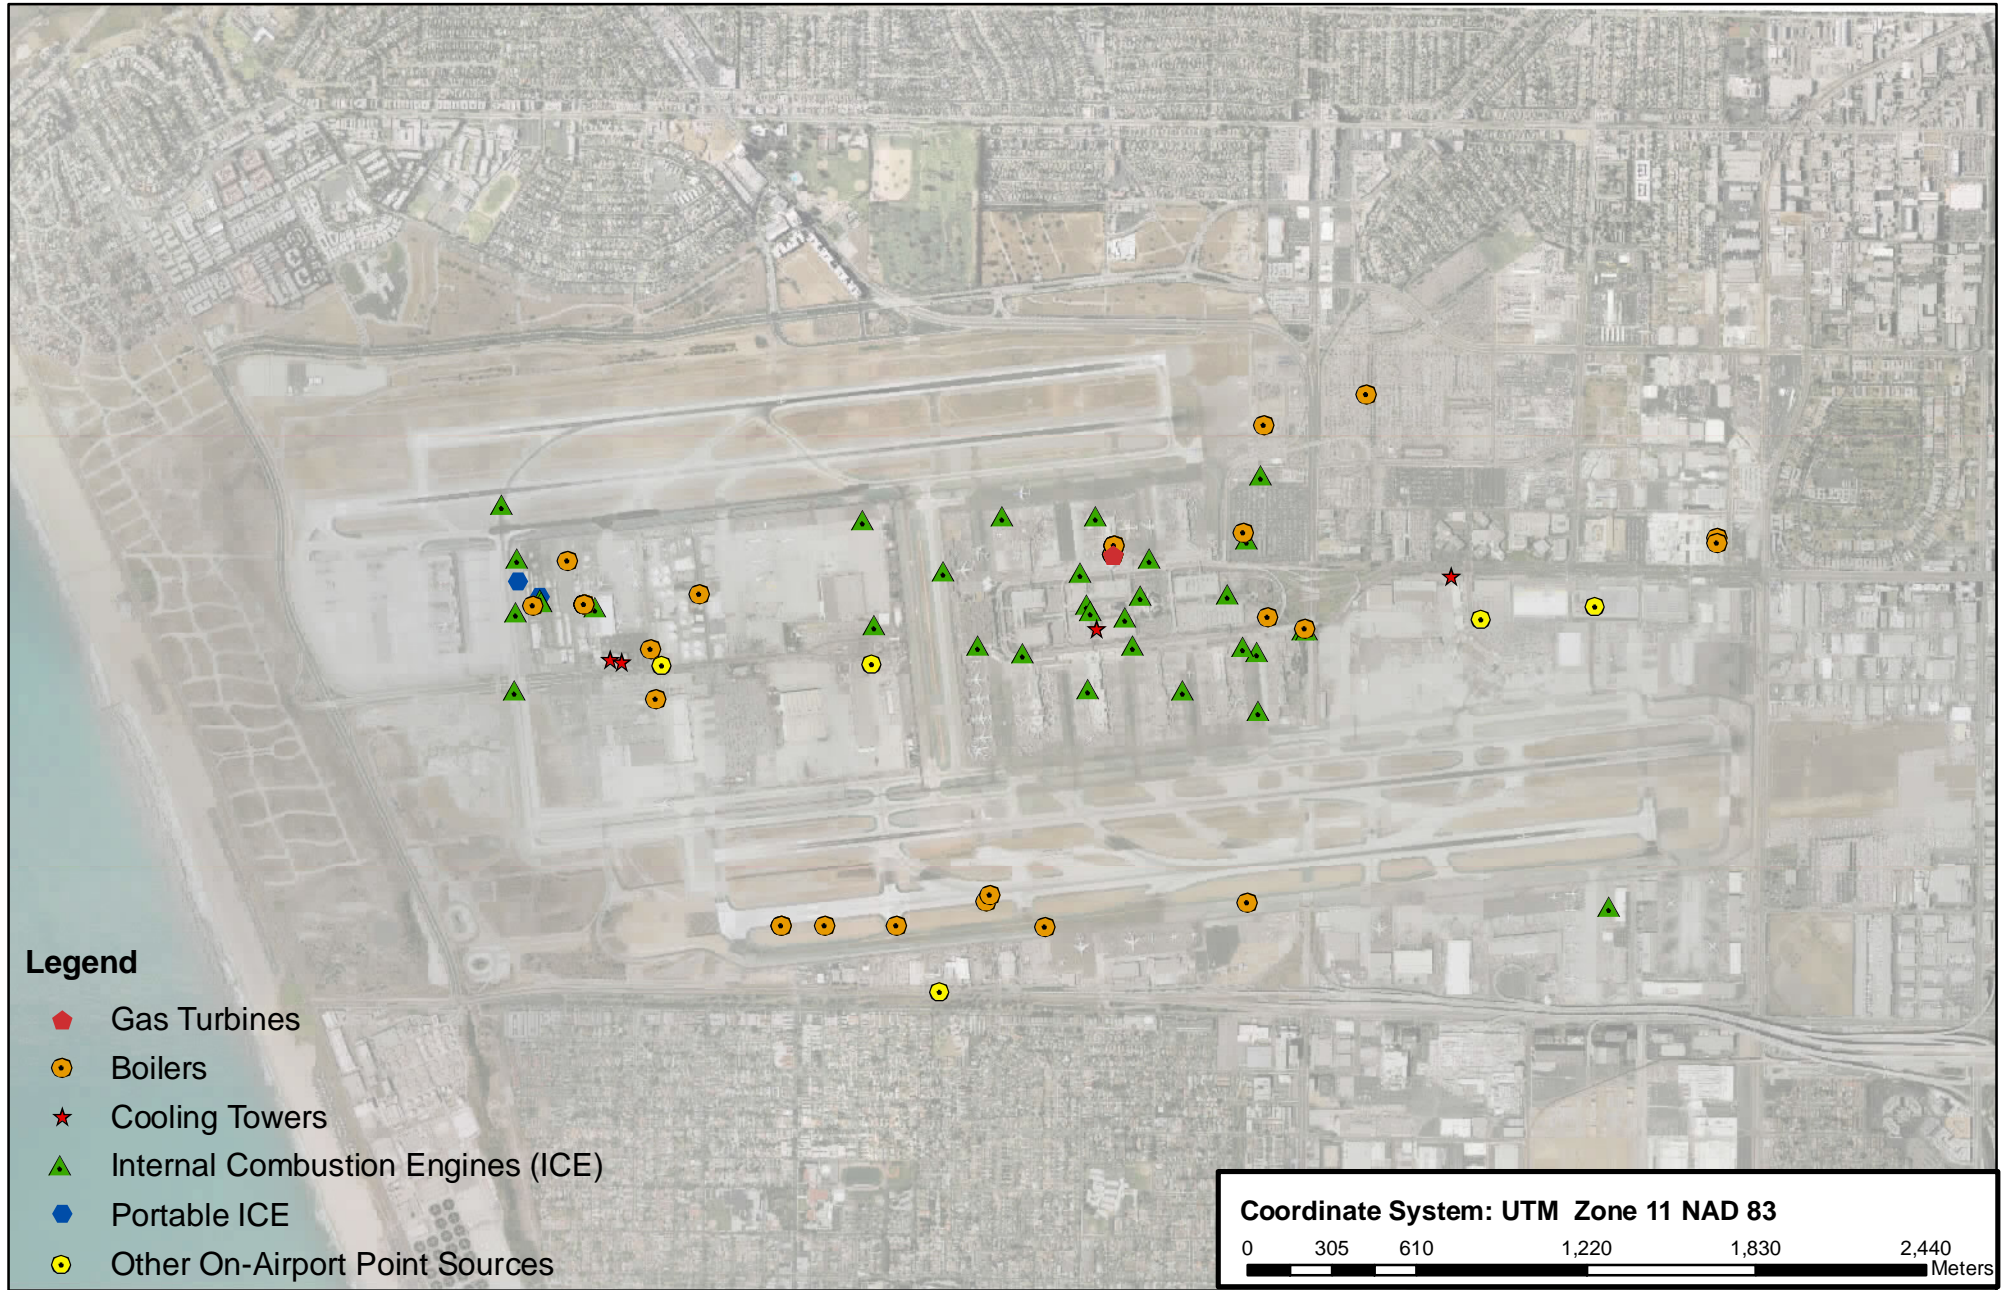 Legend
Gas Turbines
Boilers
Cooling Towers
Internal Combustion Engines (ICE)
Portable ICE
Other On-Airport Point Sources
Coordinate System: UTM Zone 11 NAD 83
0 305 610 1,220 1,830 2,440
Meters